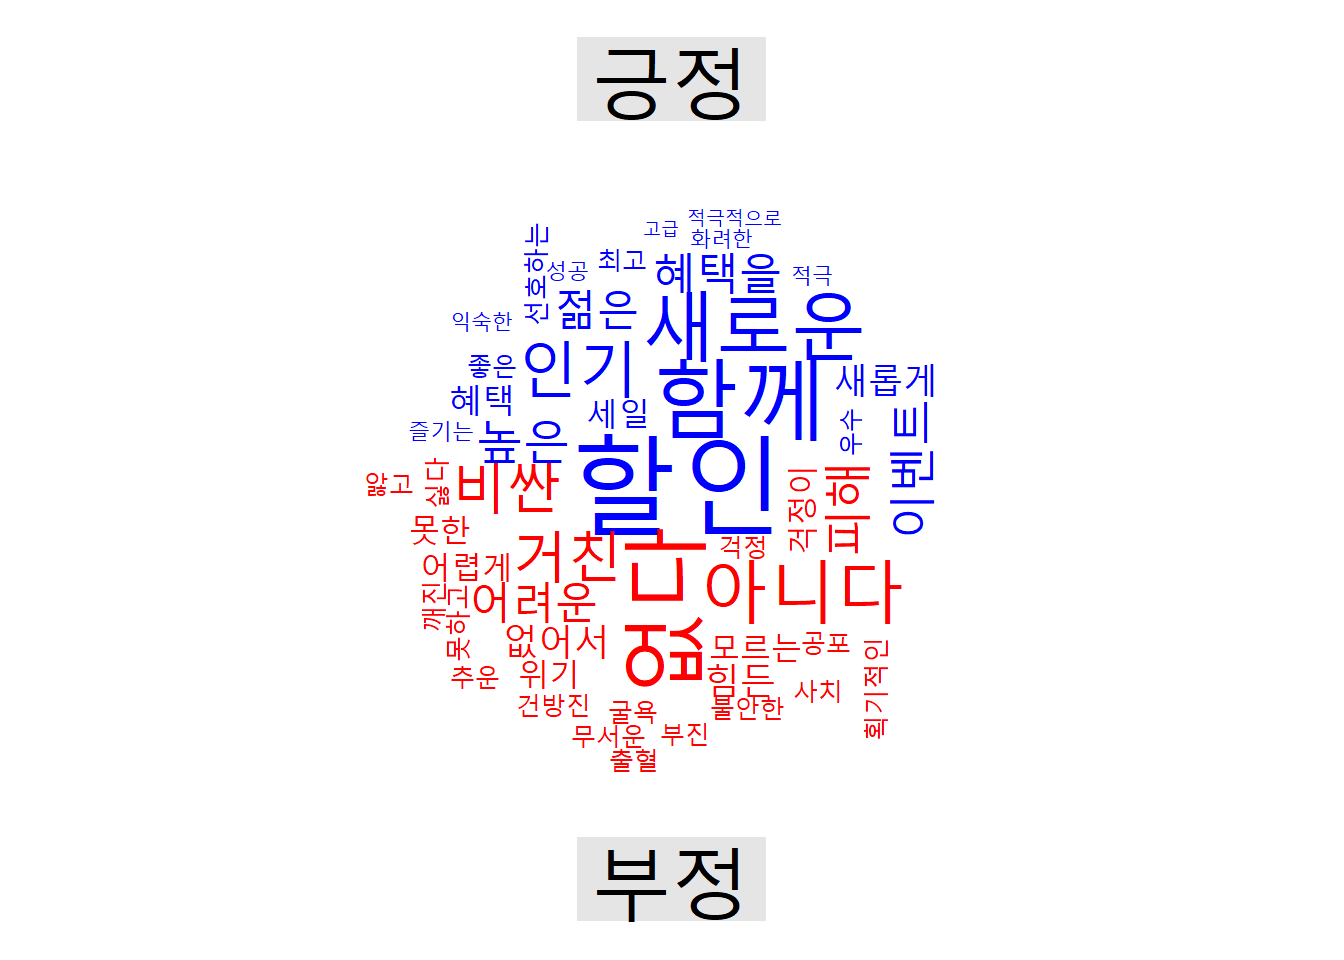 긍정
적극적으로
고급
화려한
선호하는
성공
최고
혜택을
적극
젊은
새로운
익숙한
좋은
인기
함께
새롭게
혜택
세일
우수
이벤트
즐기는
높은
할인
앓고
싫다
비싼
걱정이
피해
못한
거친
걱정
없다
아니다
어렵게
깨진
못하고
어려운
없어서
모르는
공포
획기적인
추운
위기
힘든
사치
건방진
굴욕
불안한
무서운
부진
출혈
부정